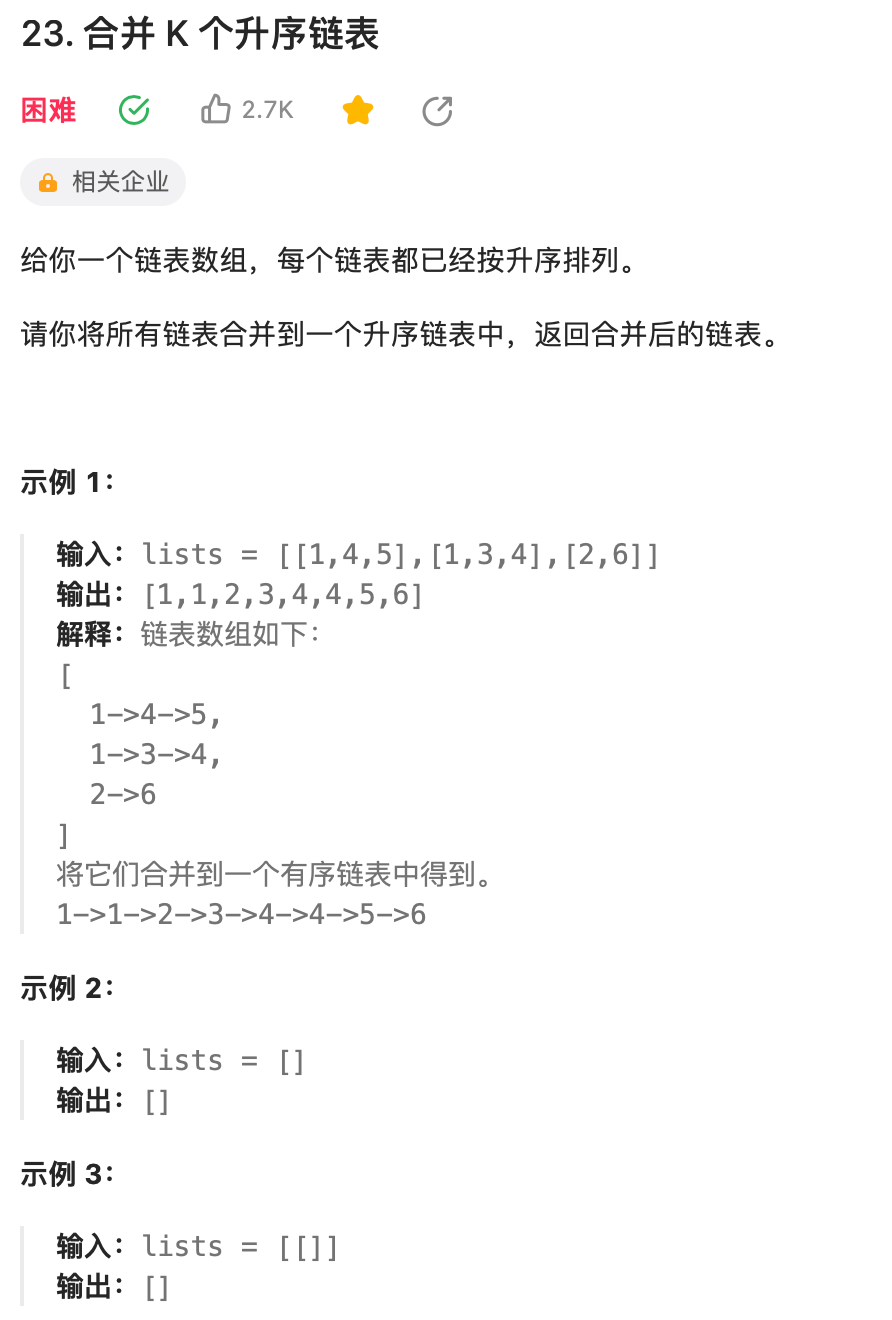 23. 合并 K 个升序链表
困难 2.7K
相关企业
给你一个链表数组，每个链表都已经按升序排列。
请你将所有链表合并到一个升序链表中，返回合并后的链表。
示例 1：
输入：lists = [[1,4,5],[1,3,4],[2,6]]
输出：[1,1,2,3,4,4,5,6]
解释：链表数组如下：
[
  1->4->5,
  1->3->4,
  2->6
]
将它们合并到一个有序链表中得到。
1->1->2->3->4->4->5->6
示例 2：
输入：lists = []
输出：[]
示例 3：
输入：lists = [[]]
输出：[]